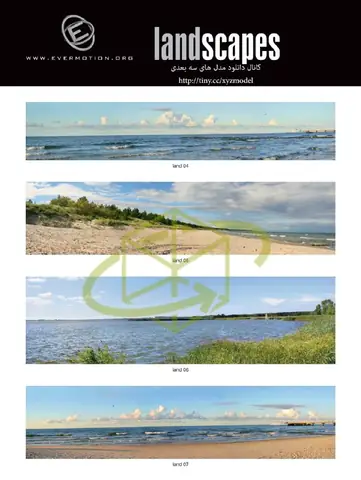 landscapes
WWW.EVERMOTION.ORG
کانال دانلود مدل های سه بعدی
http://tiny.cc/xyzmodel
land 04
land 05
land 06
land 07